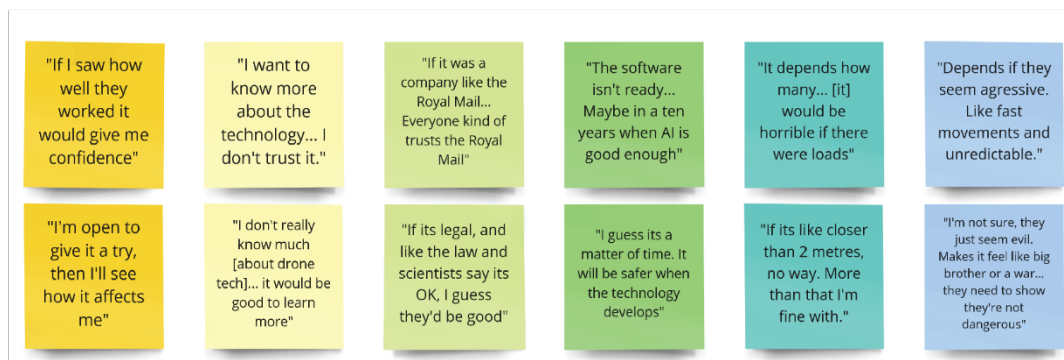 "If I saw how
well they
worked it
would give me
confidence"
"I want to
know more
about the
technology... I
don't trust it."
"If it was a
company like the
Royal Mail...
Everyone kind of
trusts the Royal
Mail"
"The software
isn't ready...
Maybe in a ten
years when AI is
good enough"
"It depends how
many... [it]
would be
horrible if there
were loads"
"Depends if they
seem agressive.
Like fast
movements and
unredictable."
"I'm open to
give it a try,
then I'll see
how it affects
me"
"I don't really
know much
[about drone
tech]... it would be
good to learn
more"
"If its legal, and
like the law and
scientists say its
OK, I guess
they'd be good"
"I guess its a
matter of time. It
will be safer when
the technology
develops"
"If its like closer
than 2 metres,
no way. More
than that I'm
fine with."
"I'm not sure, they
just seem evil.
Makes it feel like big
brother or a war...
they need to show
they're not
dangerous"